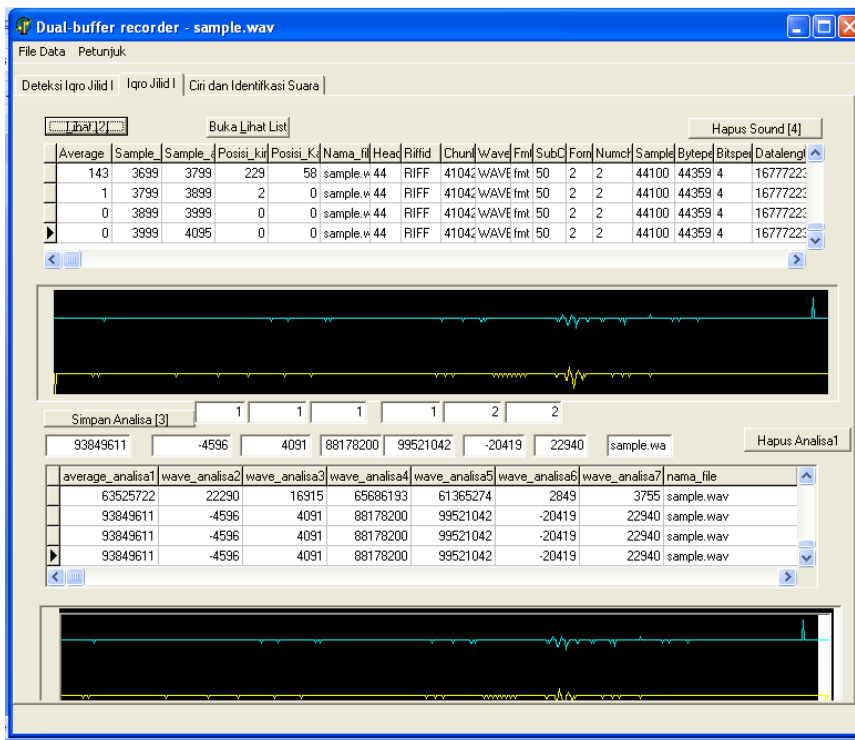 Dual-buffer recorder - sample.wav
File Data Petunjuk
Deteksi Iqro Jilid I Iqro Jilid I Ciri dan Identifkasi Suara
Lihat [2] Buka Lihat List Hapus Sound [4]
Average Sample_ Sample_a Posisi_kir Posisi_Ka Nama_fil Head Riffid Chunl Wave Fmt SubC Form Numch Sample Bytepe Bitsper Datalengt
143 3699 3799 229 58 sample.w 44 RIFF 41042 WAVE fmt 50 2 2 44100 44359 4 16777223
1 3799 3899 2 0 sample.w 44 RIFF 41042 WAVE fmt 50 2 2 44100 44359 4 16777223
0 3899 3999 0 0 sample.w 44 RIFF 41042 WAVE fmt 50 2 2 44100 44359 4 16777223
0 3999 4095 0 0 sample.w 44 RIFF 41042 WAVE fmt 50 2 2 44100 44359 4 16777223
Simpan Analisa [3] 1 1 1 1 2 2
93849611 -4596 4091 88178200 99521042 -20419 22940 sample.wa Hapus Analisa1
average_analisa1 wave_analisa2 wave_analisa3 wave_analisa4 wave_analisa5 wave_analisa6 wave_analisa7 nama_file
63525722 22290 16915 65686193 61365274 2849 3755 sample.wav
93849611 -4596 4091 88178200 99521042 -20419 22940 sample.wav
93849611 -4596 4091 88178200 99521042 -20419 22940 sample.wav
93849611 -4596 4091 88178200 99521042 -20419 22940 sample.wav